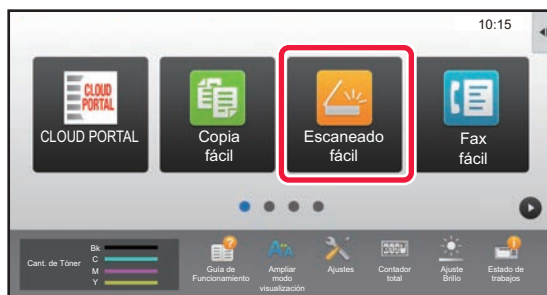 10:15
CLOUD
PORTAL
CLOUD PORTAL
Copia
fácil
Escaneado
fácil
Fax
fácil
Cant. de Tóner
Bk
C
M
Y
Guía de
Funcionamiento
Ampliar
modo
visualización
Ajustes
Contador
total
Ajuste
Brillo
Estado de
trabajos